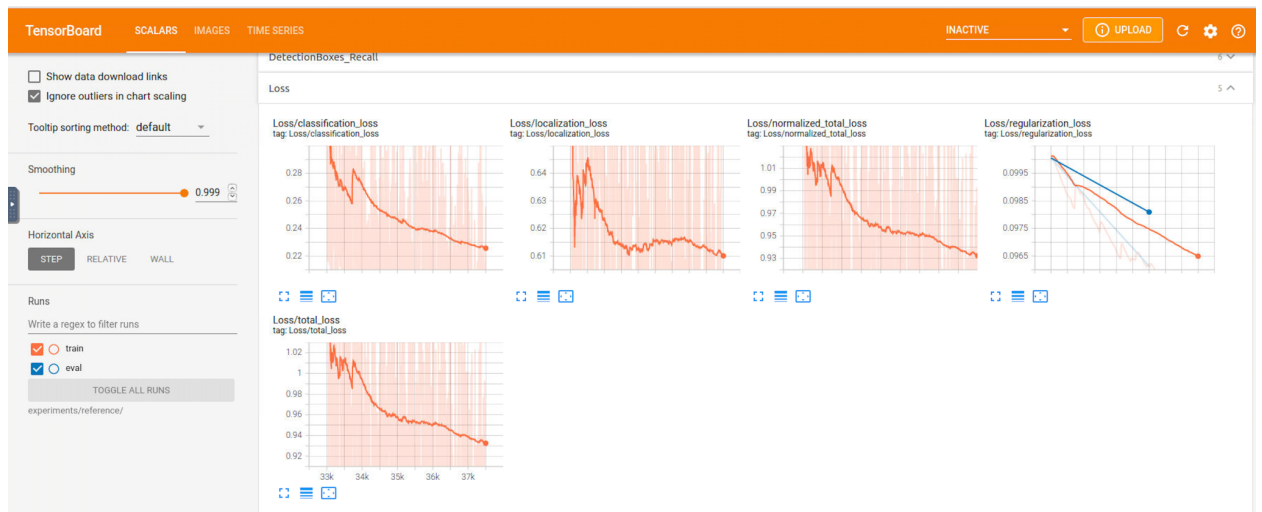 TensorBoard SCALARS IMAGES TIME SERIES INACTIVE UPLOAD
Show data download links
Ignore outliers in chart scaling
Tooltip sorting method: default
Smoothing
0.999
Horizontal Axis
STEP RELATIVE WALL
Runs
Write a regex to filter runs
train
eval
TOGGLE ALL RUNS
experiments/reference/
DetectionBoxes_Recall 6
Loss 5
Loss/classification_loss
tag: Loss/classification_loss
0.28
0.26
0.24
0.22
Loss/localization_loss
tag: Loss/localization_loss
0.64
0.63
0.62
0.61
Loss/normalized_total_loss
tag: Loss/normalized_total_loss
1.01
0.99
0.97
0.95
0.93
Loss/regularization_loss
tag: Loss/regularization_loss
0.0995
0.0985
0.0975
0.0965
Loss/total_loss
tag: Loss/total_loss
1.02
1
0.98
0.96
0.94
0.92
33k 34k 35k 36k 37k